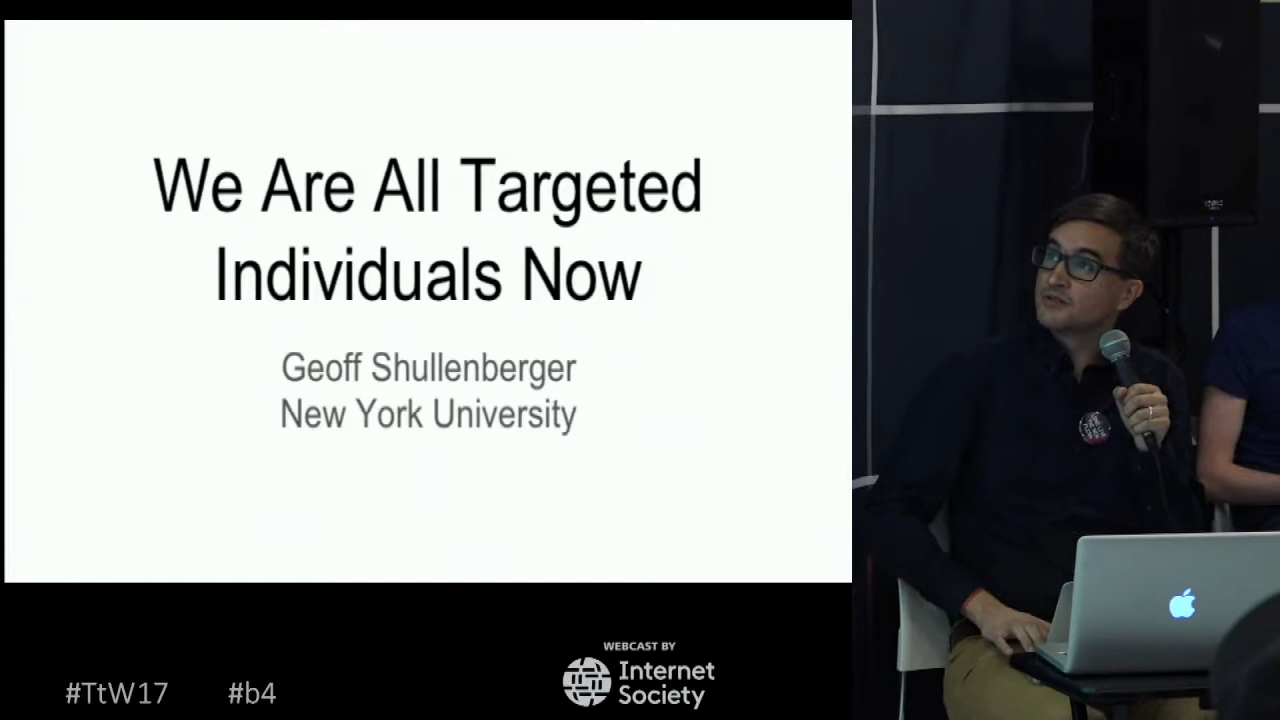 We Are All Targeted
Individuals Now
Geoff Shullenberger
New York University
#TtW17 #b4
WEBCAST BY
Internet
Society